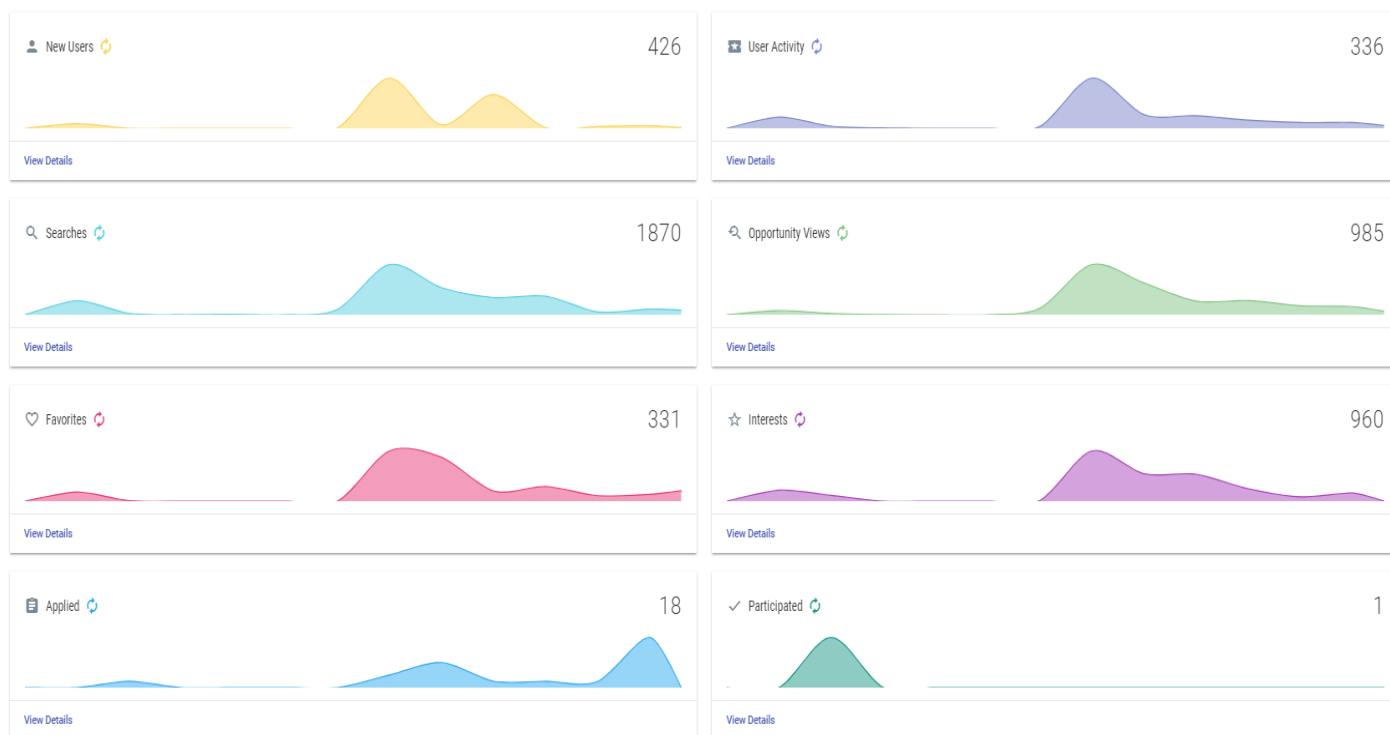 New Users 426
View Details
User Activity 336
View Details
Searches 1870
View Details
Opportunity Views 985
View Details
Favorites 331
View Details
Interests 960
View Details
Applied 18
View Details
Participated 1
View Details